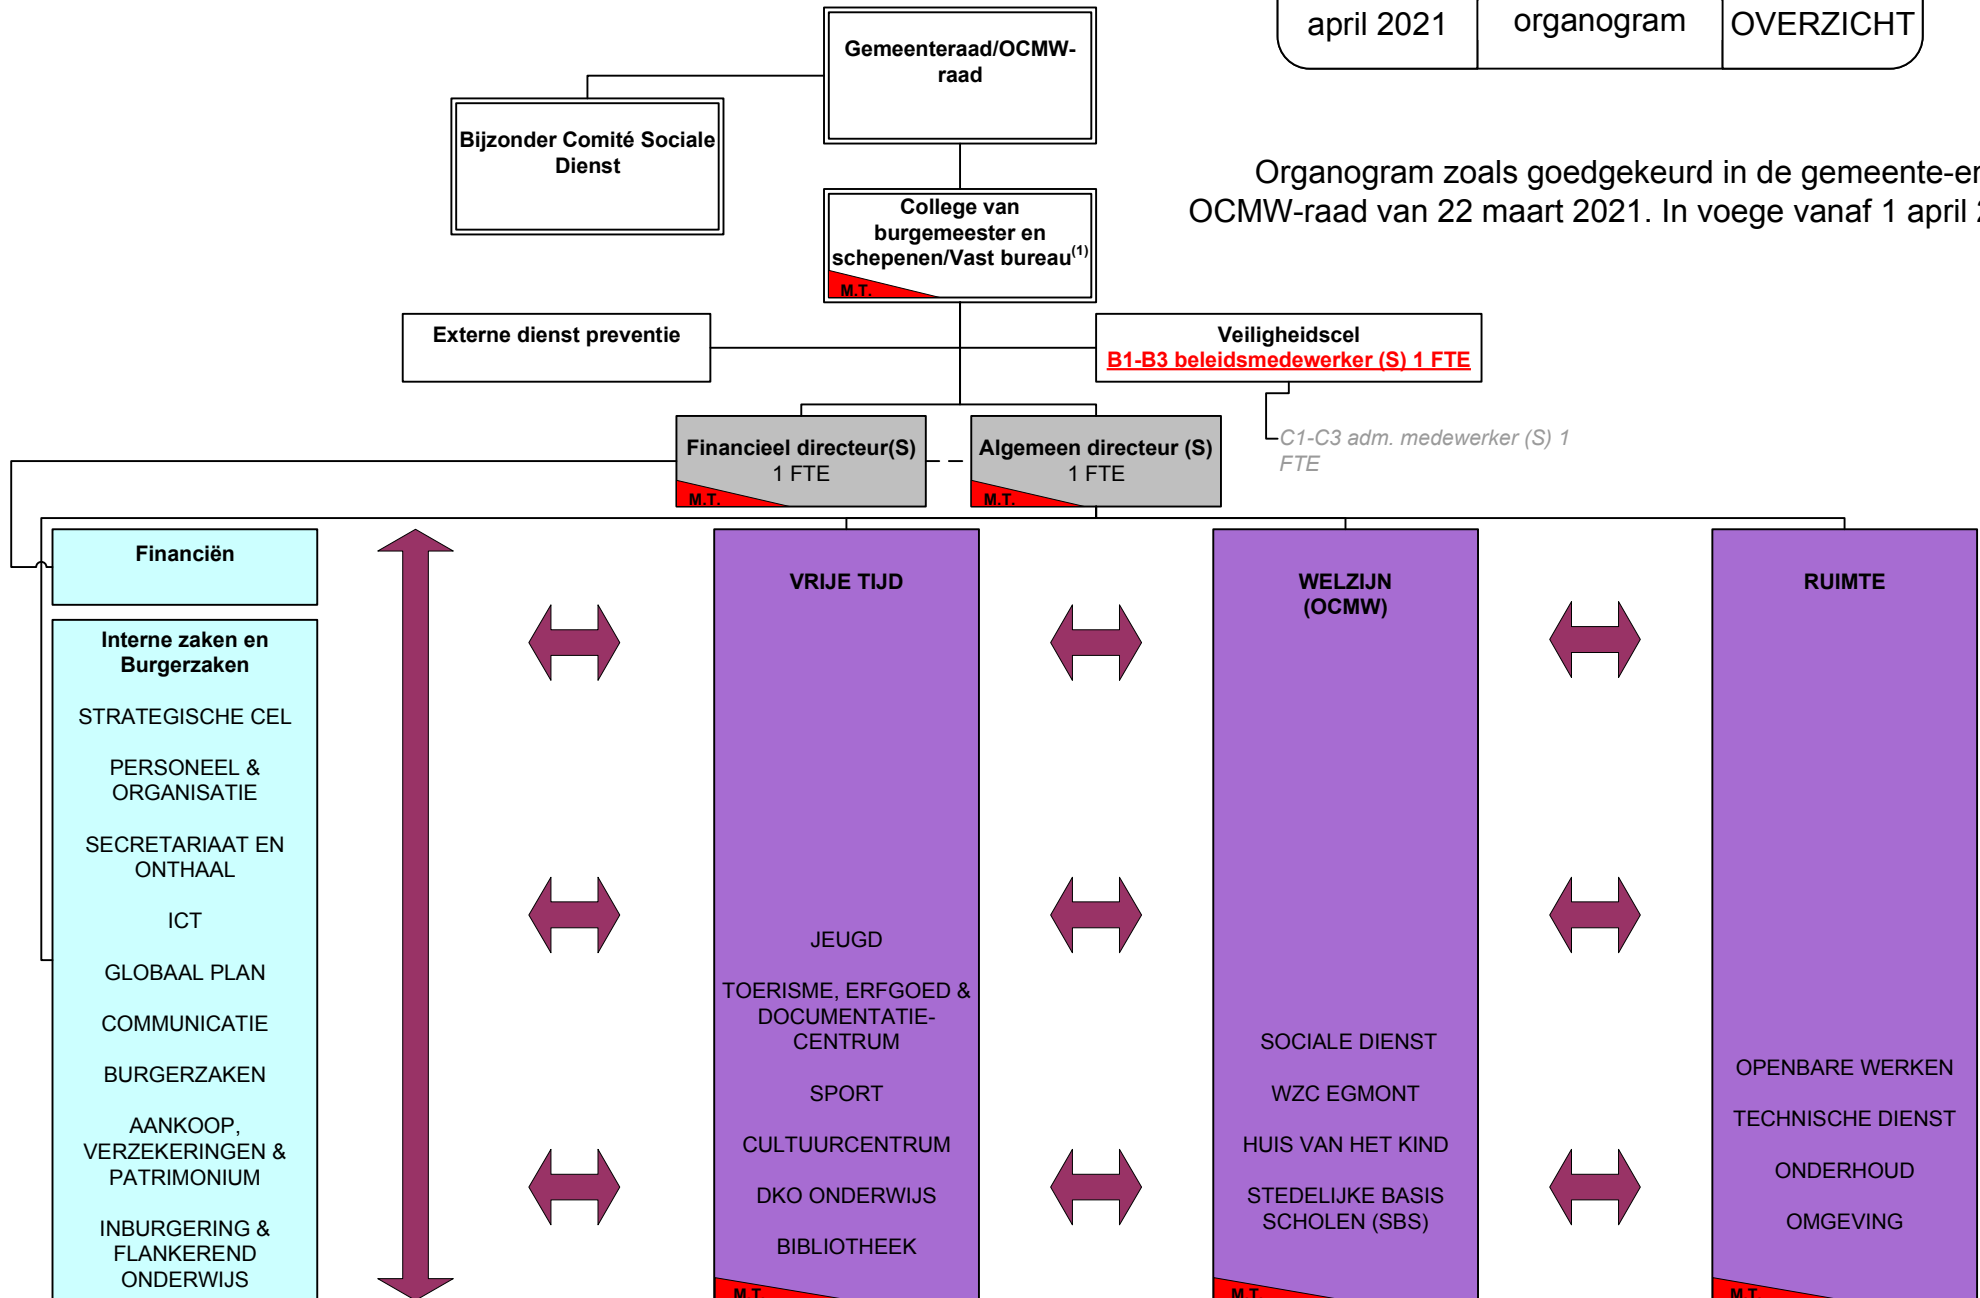 april 2021
organogram
OVERZICHT
Gemeenteraad/OCMW-
raad
Bijzonder Comité Sociale
Dienst
Organogram zoals goedgekeurd in de gemeente-en
OCMW-raad van 22 maart 2021. In voege vanaf 1 april
College van
burgemeester en
schepenen/Vast bureau(1)
M.T.
Externe dienst preventie
Veiligheidscel
B1-B3 beleidsmedewerker (S) 1 FTE
C1-C3 adm. medewerker (S) 1
FTE
Financieel directeur(S)
1 FTE
M.T.
Algemeen directeur (S)
1 FTE
M.T.
Financiën
Interne zaken en
Burgerzaken
STRATEGISCHE CEL
PERSONEEL &
ORGANISATIE
SECRETARIAAT EN
ONTHAAL
ICT
GLOBAAL PLAN
COMMUNICATIE
BURGERZAKEN
AANKOOP,
VERZEKERINGEN &
PATRIMONIUM
INBURGERING &
FLANKEREND
ONDERWIJS
VRIJE TIJD
JEUGD
TOERISME, ERFGOED &
DOCUMENTATIE-
CENTRUM
SPORT
CULTUURCENTRUM
DKO ONDERWIJS
BIBLIOTHEEK
M.T.
WELZIJN
(OCMW)
SOCIALE DIENST
WZC EGMONT
HUIS VAN HET KIND
STEDELIJKE BASIS
SCHOLEN (SBS)
M.T.
RUIMTE
OPENBARE WERKEN
TECHNISCHE DIENST
ONDERHOUD
OMGEVING
M.T.